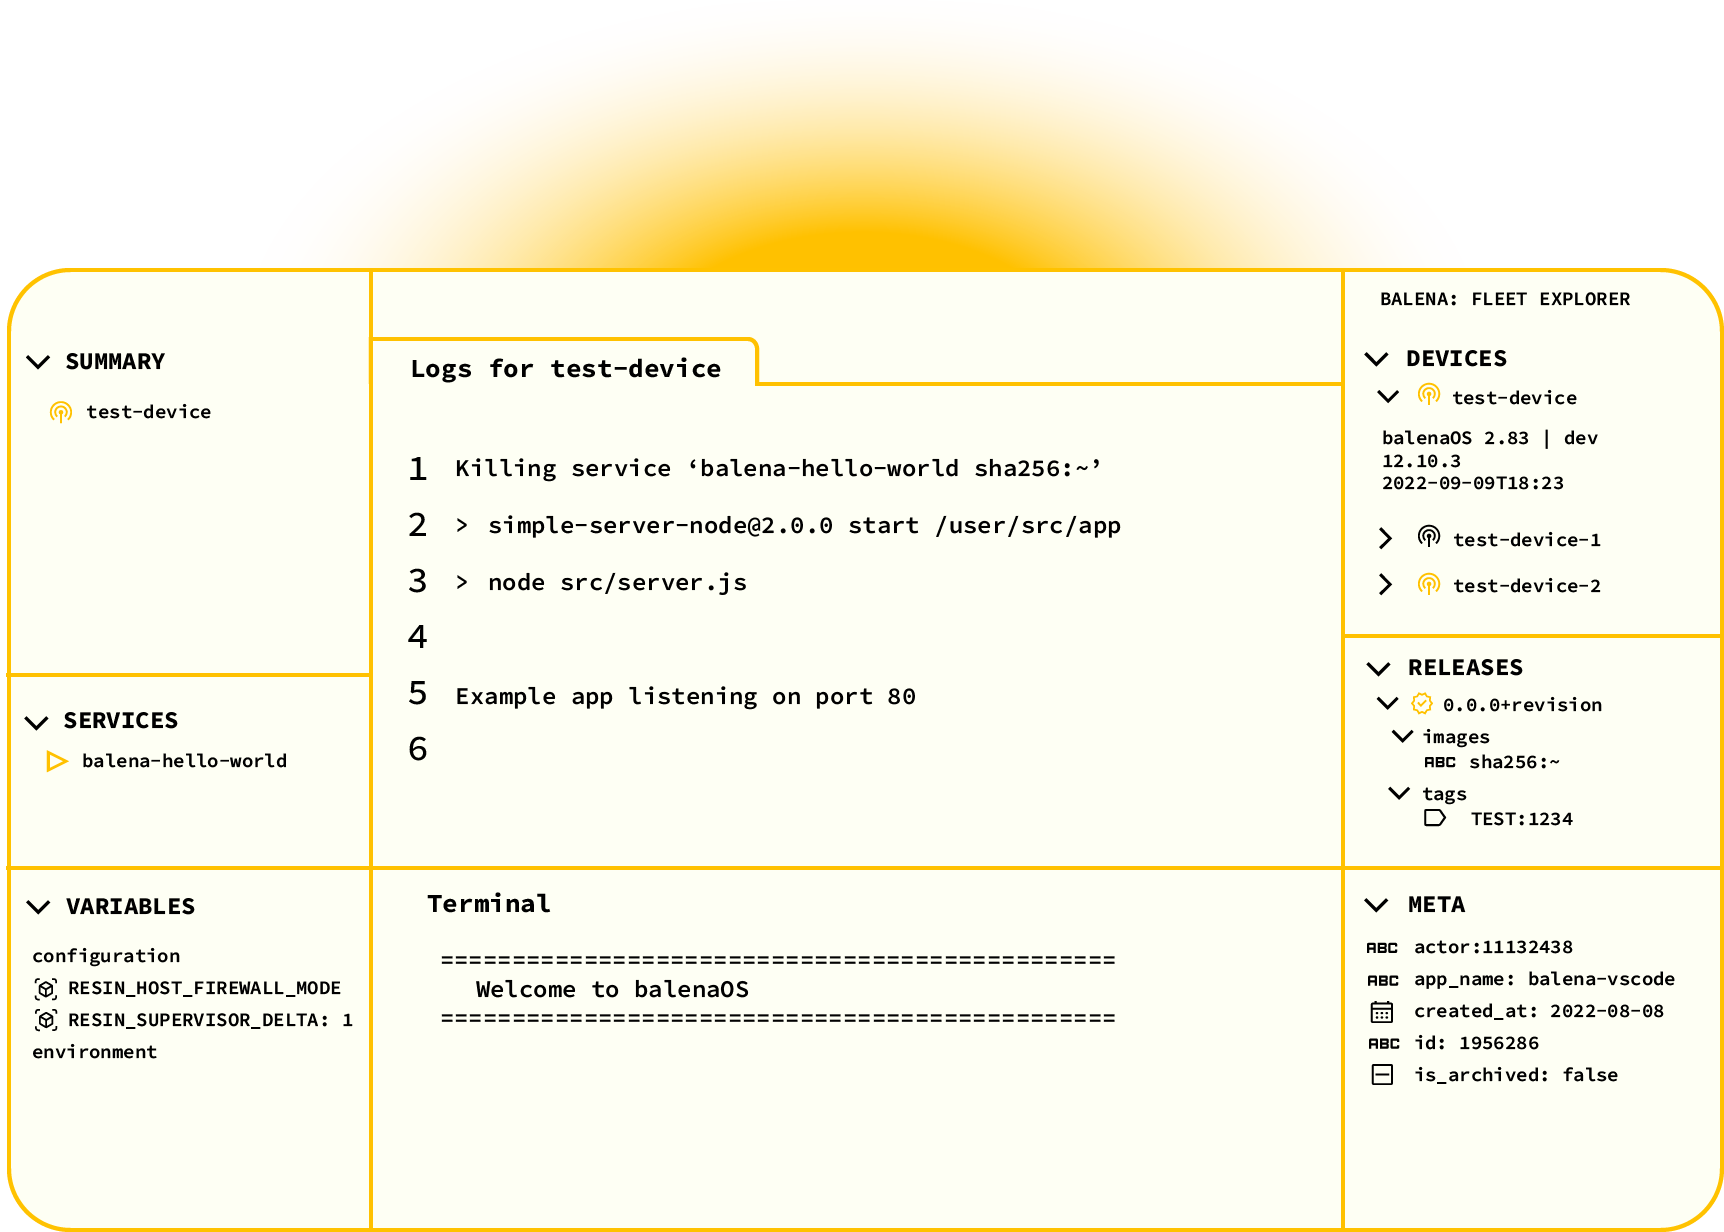 SUMMARY
test-device
SERVICES
balena-hello-world
VARIABLES
configuration
RESIN_HOST_FIREWALL_MODE
RESIN_SUPERVISOR_DELTA: 1
environment
Logs for test-device
1 Killing service ‘balena-hello-world sha256:~’
2 > simple-server-node@2.0.0 start /user/src/app
3 > node src/server.js
4
5 Example app listening on port 80
6
Terminal
===============================================
Welcome to balenaOS
===============================================
BALENA: FLEET EXPLORER
DEVICES
test-device
balenaOS 2.83 | dev
12.10.3
2022-09-09T18:23
test-device-1
test-device-2
RELEASES
0.0.0+revision
images
ABC sha256:~
tags
TEST:1234
META
ABC actor:11132438
ABC app_name: balena-vscode
created_at: 2022-08-08
ABC id: 1956286
is_archived: false